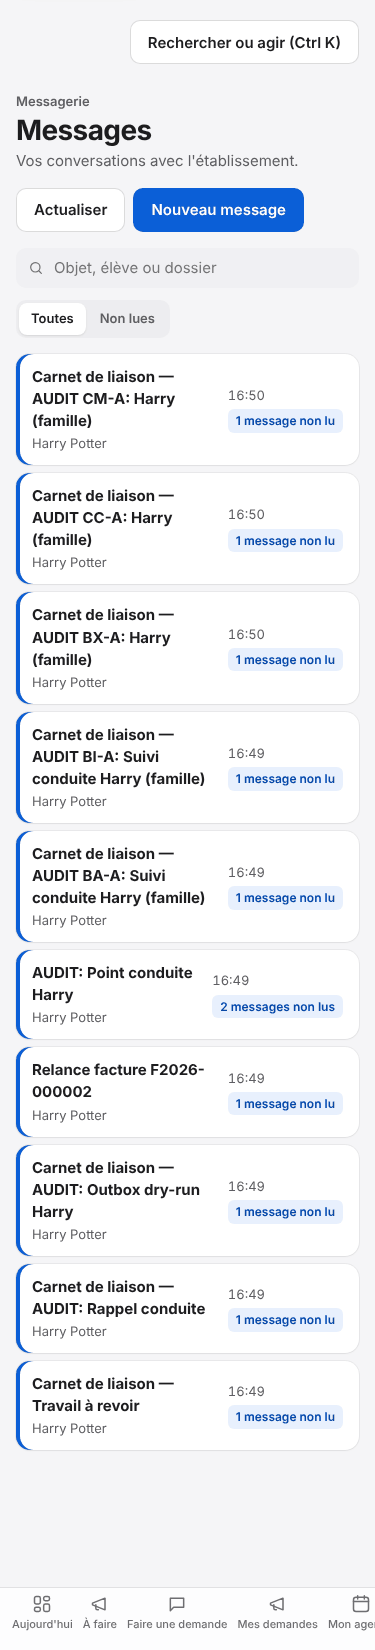 Rechercher ou agir (Ctrl K)
Messagerie
Messages
Vos conversations avec l'établissement.
Actualiser
Nouveau message
Objet, élève ou dossier
Toutes
Non lues
Carnet de liaison —
AUDIT CM-A: Harry
(famille)
Harry Potter
16:50
1 message non lu
Carnet de liaison —
AUDIT CC-A: Harry
(famille)
Harry Potter
16:50
1 message non lu
Carnet de liaison —
AUDIT BX-A: Harry
(famille)
Harry Potter
16:50
1 message non lu
Carnet de liaison —
AUDIT BI-A: Suivi
conduite Harry (famille)
Harry Potter
16:49
1 message non lu
Carnet de liaison —
AUDIT BA-A: Suivi
conduite Harry (famille)
Harry Potter
16:49
1 message non lu
AUDIT: Point conduite
Harry
Harry Potter
16:49
2 messages non lus
Relance facture F2026-
000002
Harry Potter
16:49
1 message non lu
Carnet de liaison —
AUDIT: Outbox dry-run
Harry
Harry Potter
16:49
1 message non lu
Carnet de liaison —
AUDIT: Rappel conduite
Harry Potter
16:49
1 message non lu
Carnet de liaison —
Travail à revoir
Harry Potter
16:49
1 message non lu
Aujourd'hui
À faire
Faire une demande
Mes demandes
Mon age